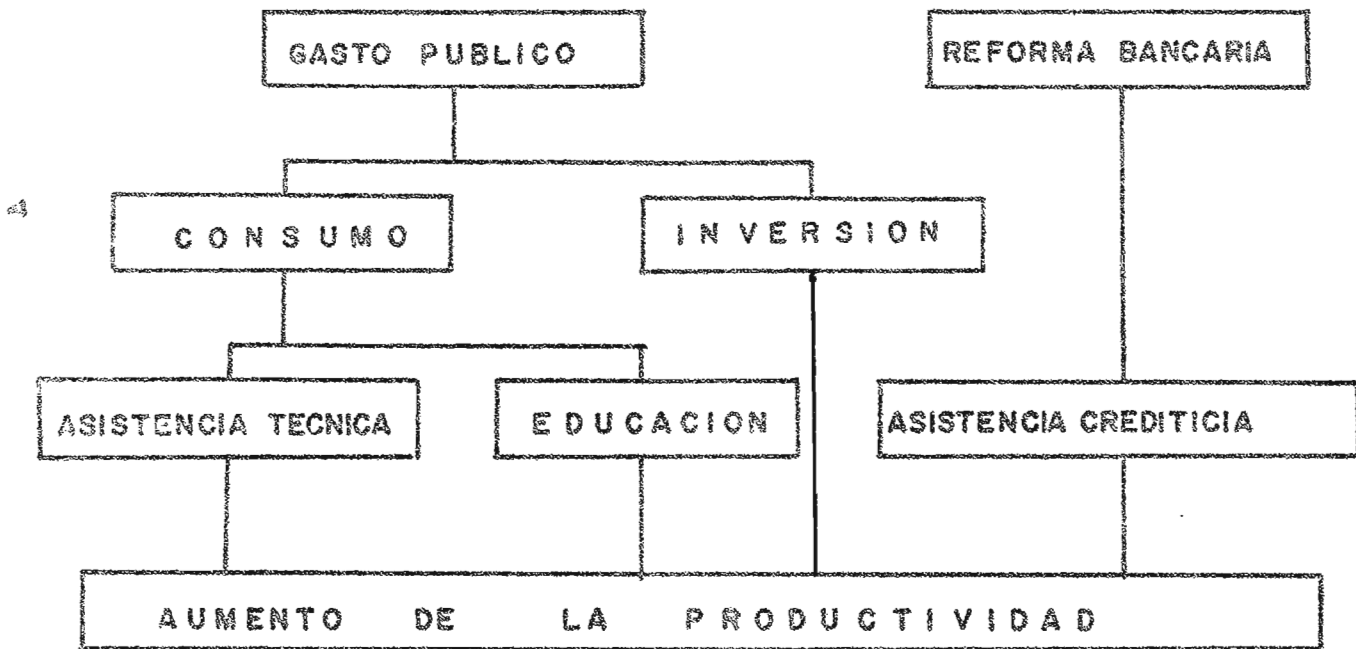 GASTO PUBLICO
REFORMA BANCARIA
CONSUMO
INVERSION
ASISTENCIA TECNICA
EDUCACION
ASISTENCIA CREDITICIA
AUMENTO DE LA PRODUCTIVIDAD